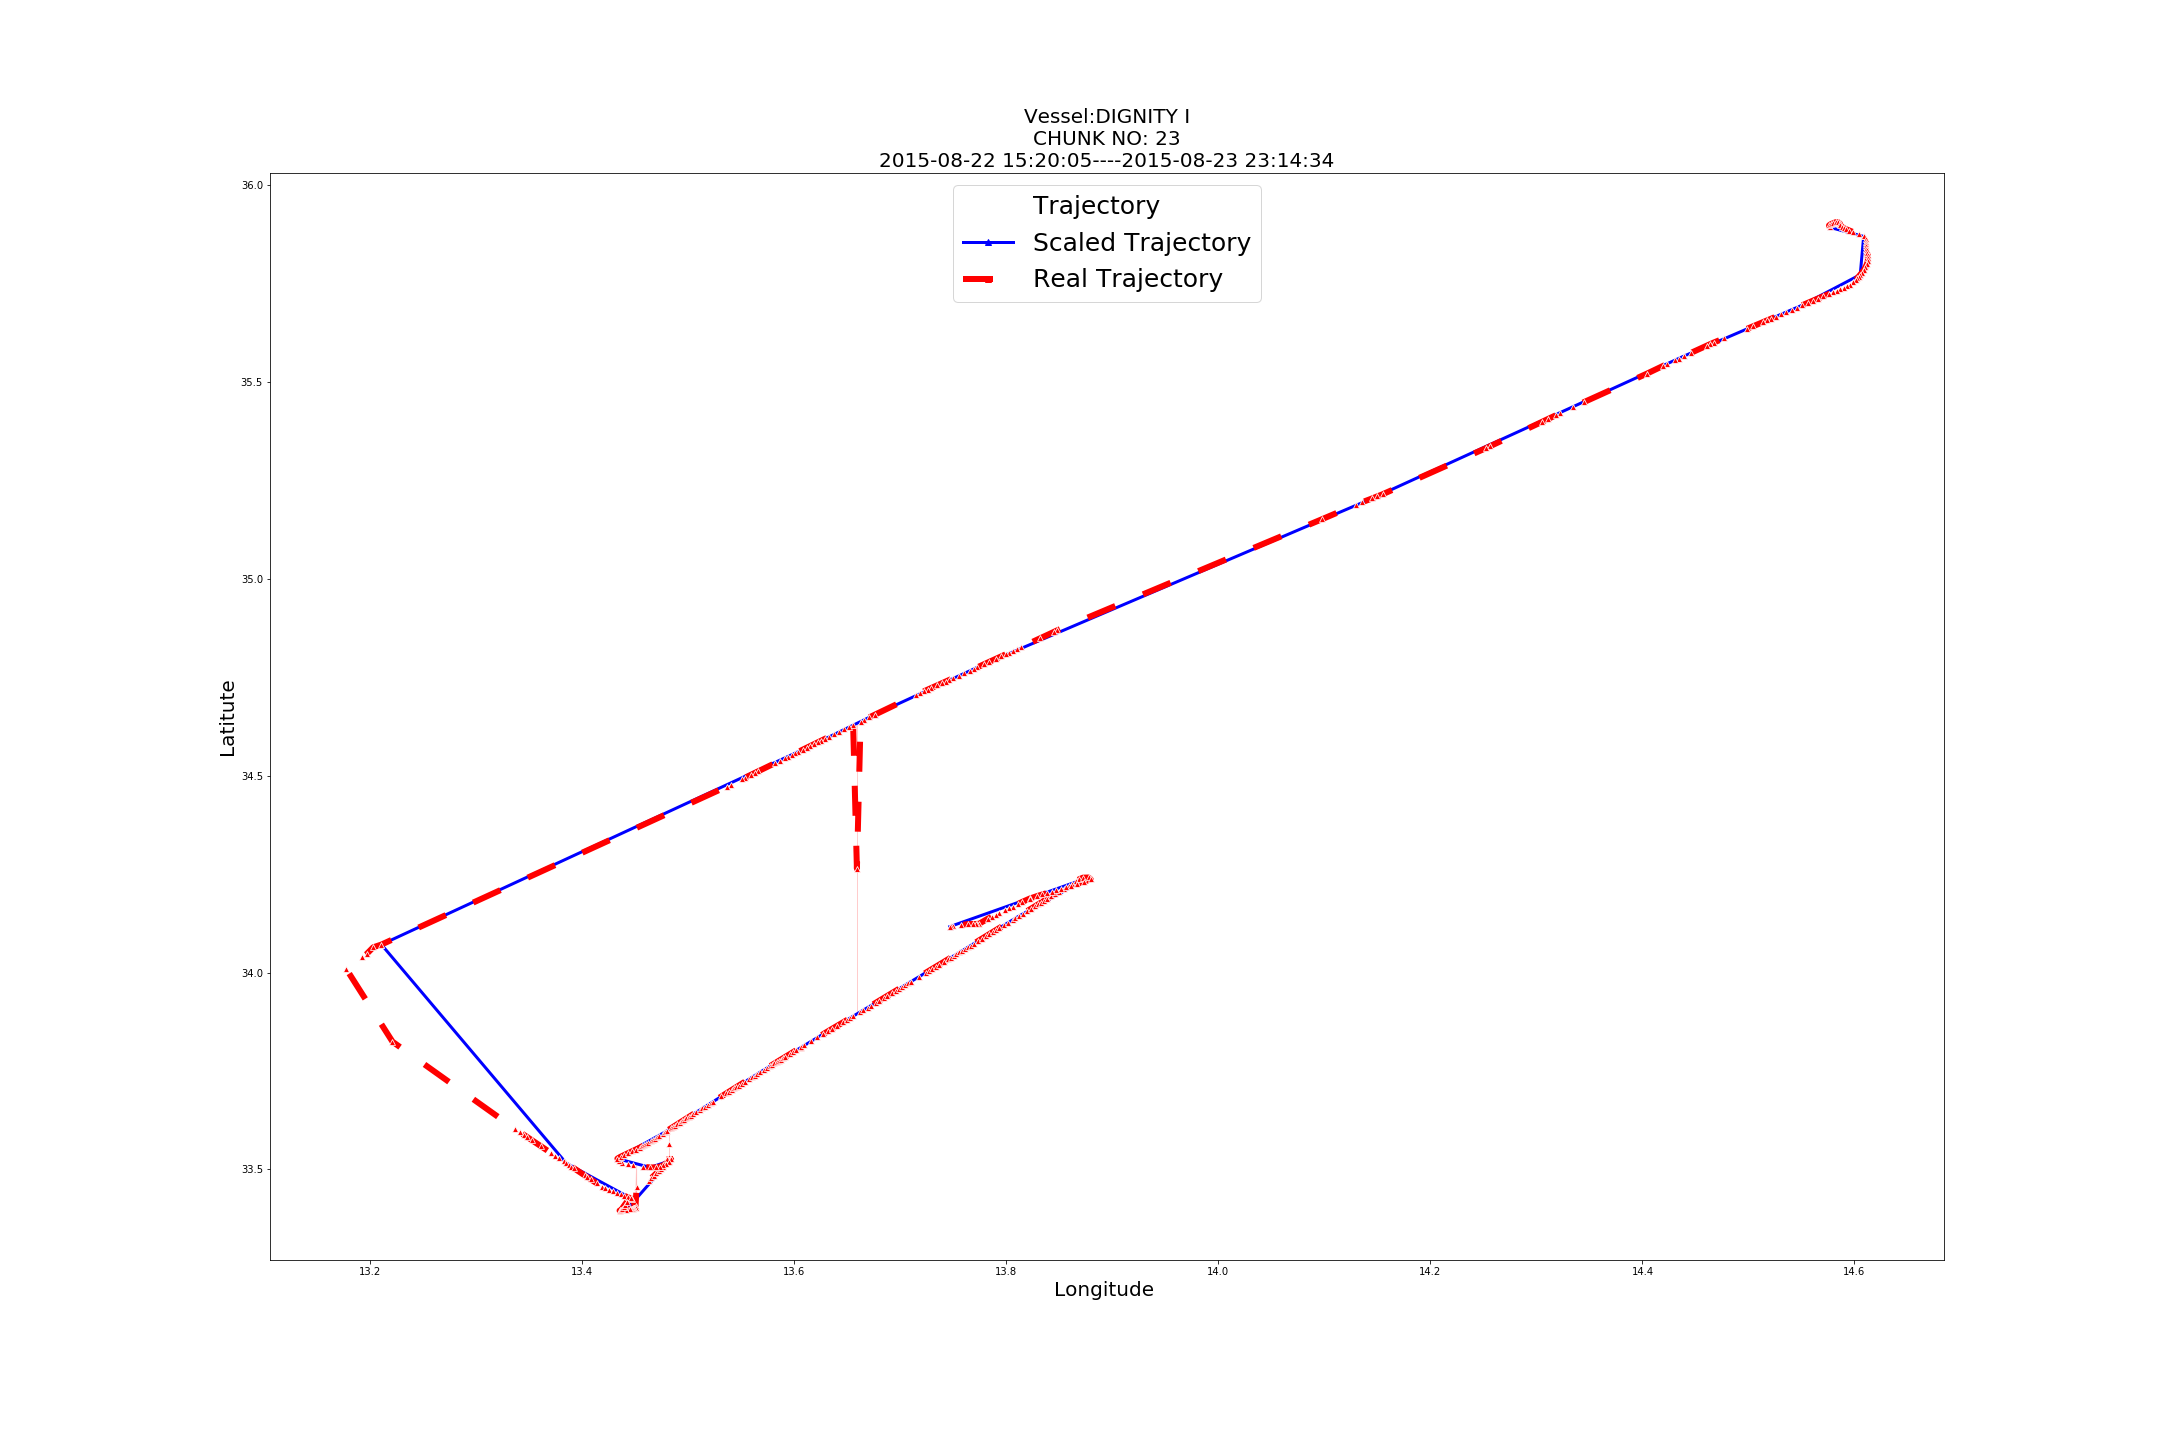 Vessel:DIGNITY I
CHUNK NO: 23
2015-08-22 15:20:05----2015-08-23 23:14:34
Trajectory
Scaled Trajectory
Real Trajectory
36.0
35.5
35.0
34.5
34.0
33.5
Latitute
13.2 13.4 13.6 13.8 14.0 14.2 14.4 14.6
Longitude